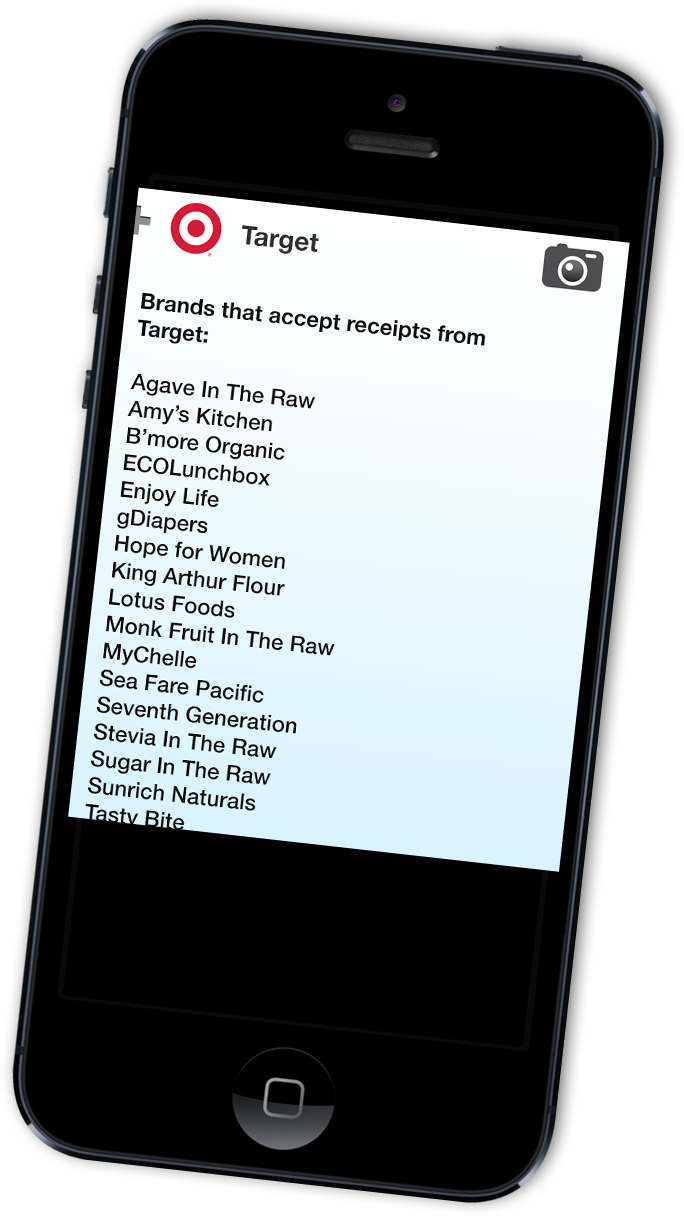 Target
Brands that accept receipts from
Target:
Agave In The Raw
Amy's Kitchen
B'more Organic
ECOLunchbox
Enjoy Life
gDiapers
Hope for Women
King Arthur Flour
Lotus Foods
Monk Fruit In The Raw
MyChelle
Sea Fare Pacific
Seventh Generation
Stevia In The Raw
Sugar In The Raw
Sunrich Naturals
Tasty Bite